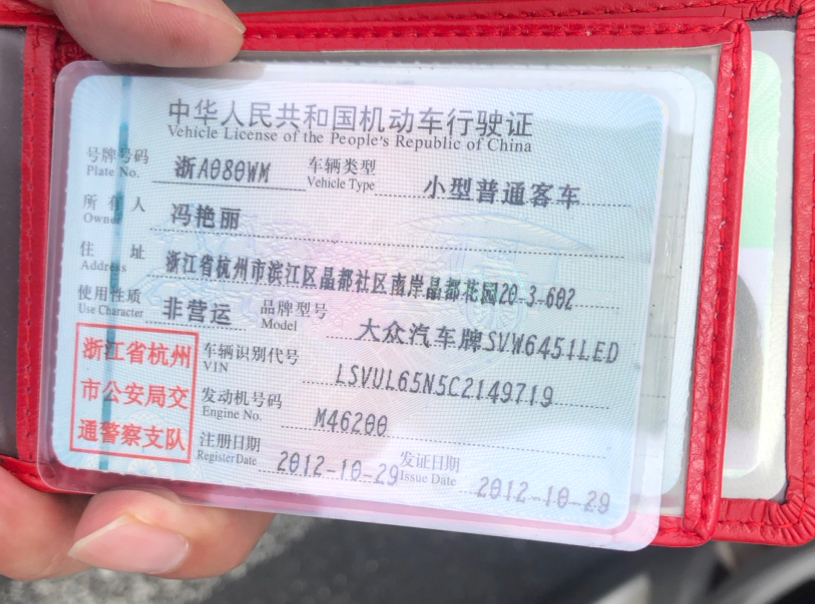 中华人民共和国机动车行驶证
Vehicle License of the People's Republic of China
号牌号码 浙A080WM 车辆类型 小型普通客车
Plate No. Vehicle Type
所有人 冯艳丽
Owner
住址 浙江省杭州市滨江区晶都社区南岸晶都花园20-3-602
Address
使用性质 非营运 品牌型号 大众汽车牌SVW6451LED
Use Character Model
浙江省杭州
市公安局交
通警察支队
车辆识别代号 LSVUL65N5C2149719
VIN
发动机号码 M46200
Engine No.
注册日期 2012-10-29 发证日期 2012-10-29
Register Date Issue Date